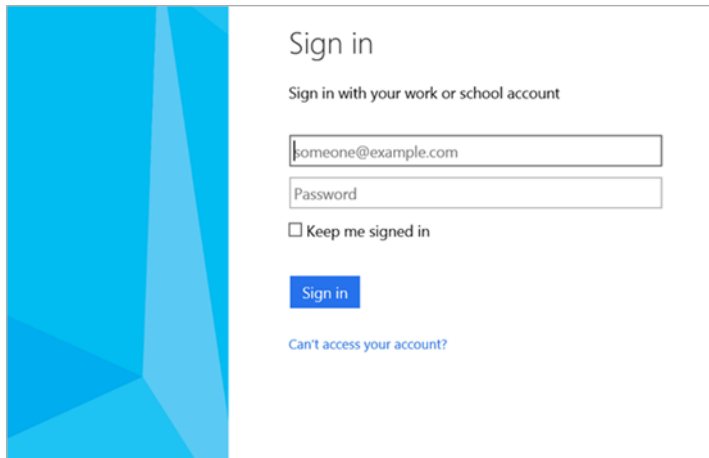 Sign in
Sign in with your work or school account
someone@example.com
Password
Keep me signed in
Sign in
Can't access your account?